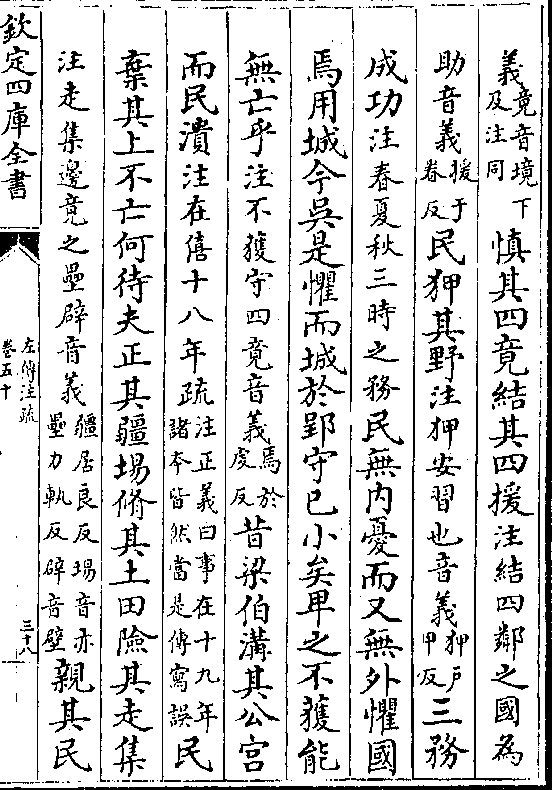 義竟音境下及注同慎其四竟結其四援注結四鄰之國為
助音義援于眷反民狎其野注狎安習也音義狎戶甲反三務
成功注春夏秋三時之務民無内憂而又無外懼國
焉用城今吳是懼而城於郢守已小矣卑之不獲能
無亡乎注不獲守四竟音義焉於虔反昔梁伯溝其公宮
而民潰注在僖十八年疏注正義曰事在十九年諸本皆然當是傳寫誤民
棄其上不亡何待夫正其疆埸脩其土田險其走集
注走集邊竟之壘辟音義疆居良反埸音亦壘力軌反辟音壁親其民
欽定四庫全書
左傳注疏
卷五十
三十八